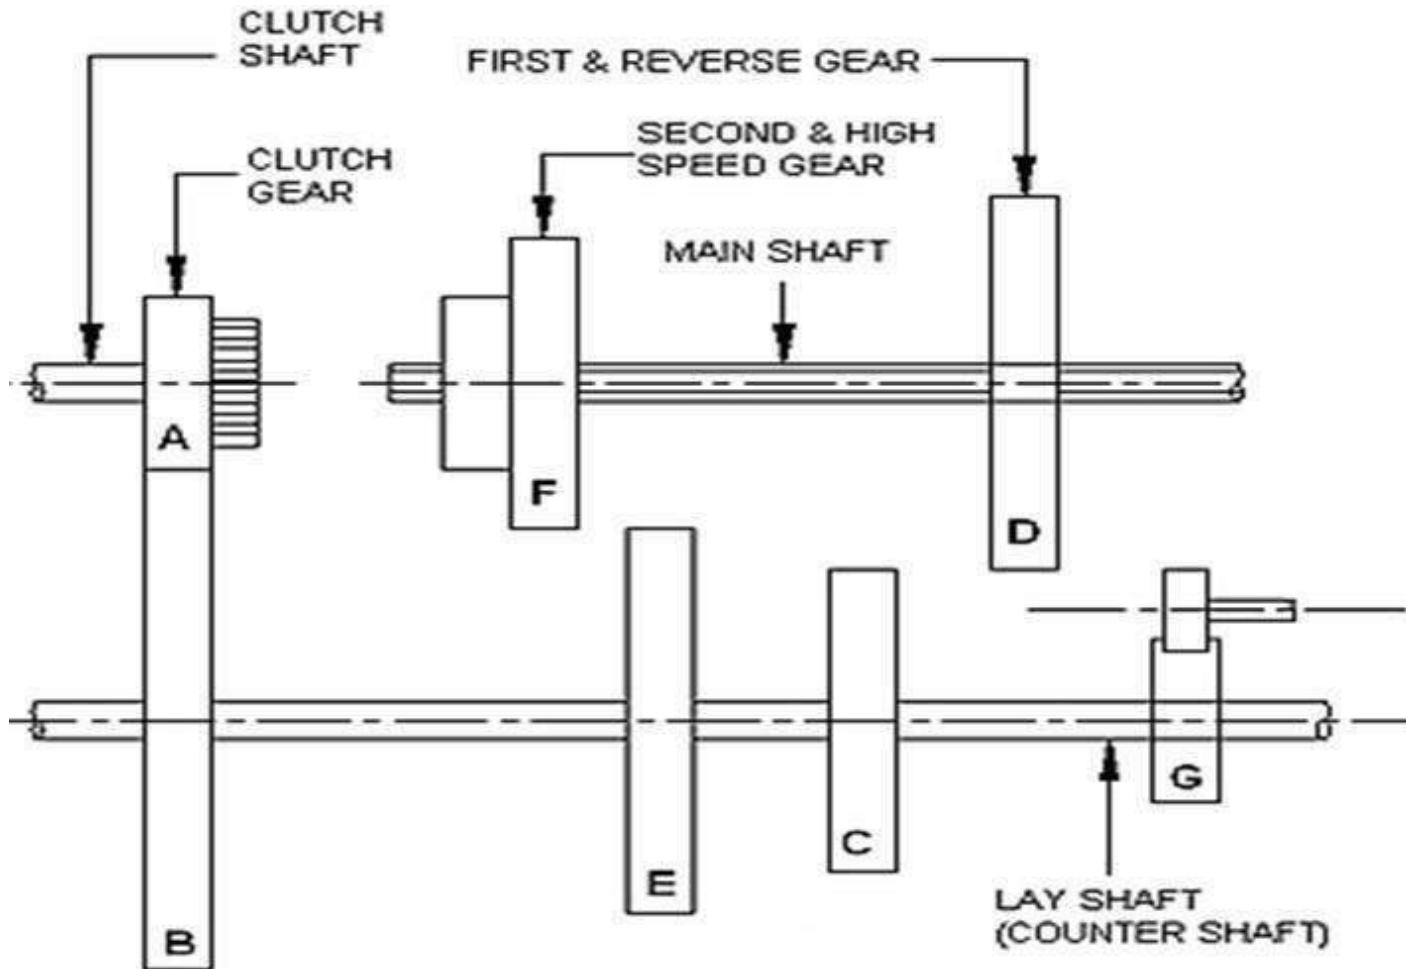 CLUTCH
SHAFT
FIRST & REVERSE GEAR
SECOND & HIGH
SPEED GEAR
CLUTCH
GEAR
MAIN SHAFT
A
F
D
G
C
E
B
LAY SHAFT
(COUNTER SHAFT)